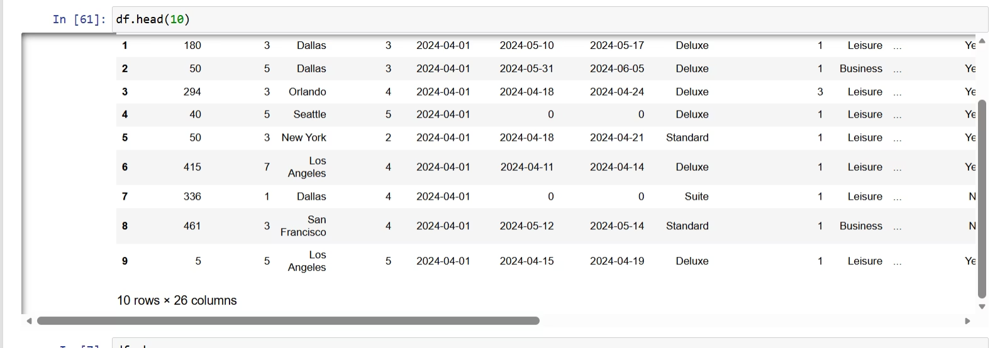 In [61]: df.head(10)
1 180 3 Dallas 3 2024-04-01 2024-05-10 2024-05-17 Deluxe 1 Leisure ... Ye
2 50 5 Dallas 3 2024-04-01 2024-05-31 2024-06-05 Deluxe 1 Business ... Ye
3 294 3 Orlando 4 2024-04-01 2024-04-18 2024-04-24 Deluxe 3 Leisure ... Ye
4 40 5 Seattle 5 2024-04-01 0 0 Deluxe 1 Leisure ... Ye
5 50 3 New York 2 2024-04-01 2024-04-18 2024-04-21 Standard 1 Leisure ... Ye
6 415 7 Los Angeles 4 2024-04-01 2024-04-11 2024-04-14 Deluxe 1 Leisure ... Ye
7 336 1 Dallas 4 2024-04-01 0 0 Suite 1 Leisure ... N
8 461 3 San Francisco 4 2024-04-01 2024-05-12 2024-05-14 Standard 1 Business ... N
9 5 5 Los Angeles 5 2024-04-01 2024-04-15 2024-04-19 Deluxe 1 Leisure ... Ye
10 rows × 26 columns